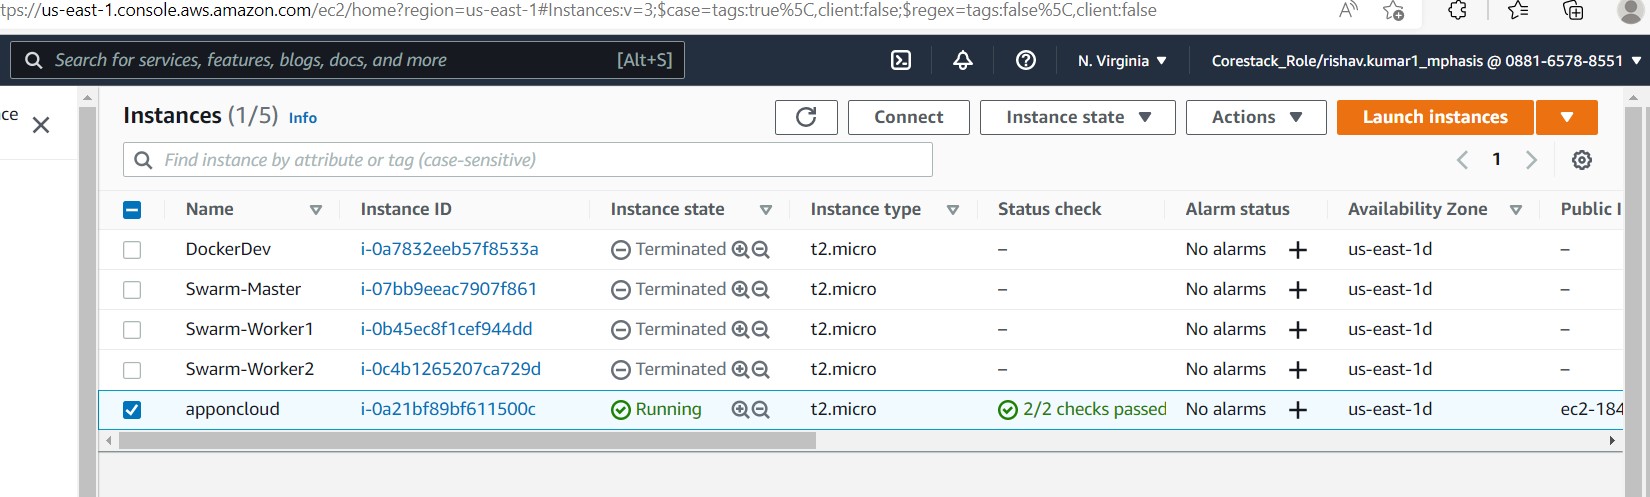 tps://us-east-1.console.aws.amazon.com/ec2/home?region=us-east-1#Instances:v=3;$case=tags:true%5C,client:false;$regex=tags:false%5C,client:false
Search for services, features, blogs, docs, and more [Alt+S] N. Virginia Corestack_Role/rishav.kumar1_mphasis @ 0881-6578-8551
ce
Instances (1/5) Info Connect Instance state Actions Launch instances
Find instance by attribute or tag (case-sensitive) 1
Name Instance ID Instance state Instance type Status check Alarm status Availability Zone Public I
DockerDev i-0a7832eeb57f8533a Terminated t2.micro – No alarms + us-east-1d –
Swarm-Master i-07bb9eeac7907f861 Terminated t2.micro – No alarms + us-east-1d –
Swarm-Worker1 i-0b45ec8f1cef944dd Terminated t2.micro – No alarms + us-east-1d –
Swarm-Worker2 i-0c4b1265207ca729d Terminated t2.micro – No alarms + us-east-1d –
apponcloud i-0a21bf89bf611500c Running t2.micro 2/2 checks passed No alarms + us-east-1d ec2-184